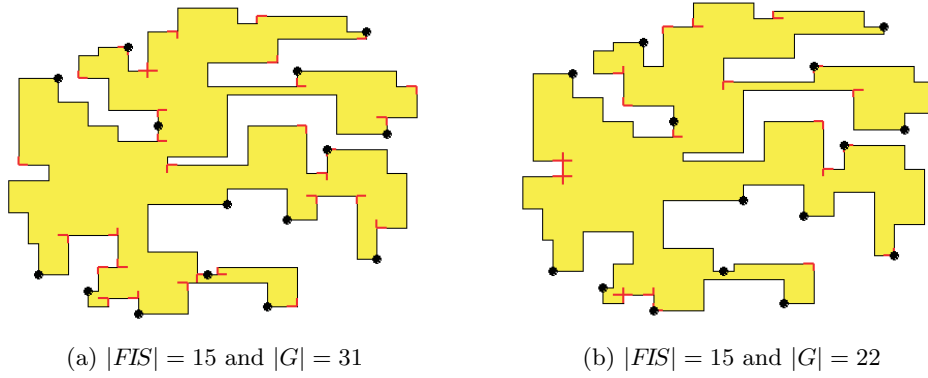 (a) |FIS| = 15 and |G| = 31
(b) |FIS| = 15 and |G| = 22